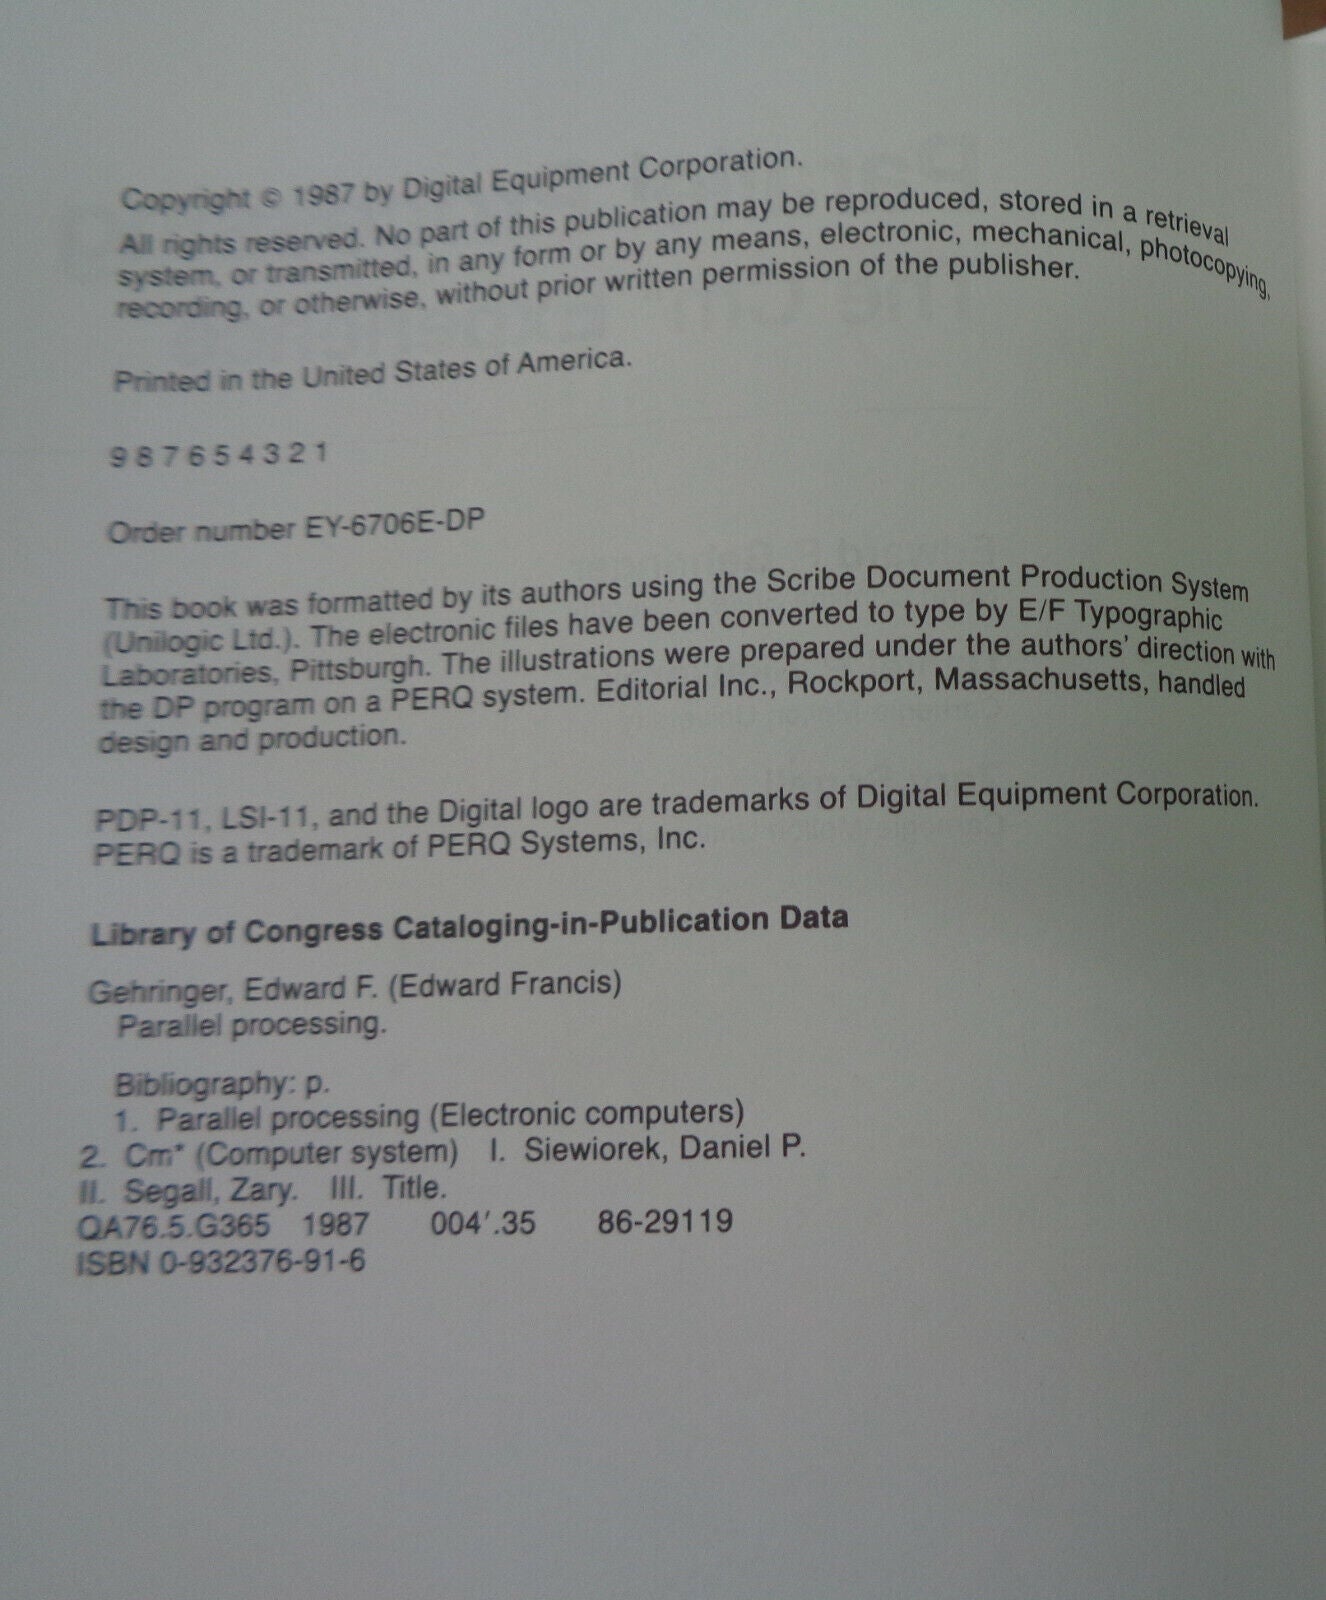 Copyright © 1987 by Digital Equipment Corporation.
All rights reserved. No part of this publication may be reproduced, stored in a retrieval
system, or transmitted, in any form or by any means, electronic, mechanical, photocopying,
recording, or otherwise, without prior written permission of the publisher.
Printed in the United States of America.
9 8 7 6 5 4 3 2 1
Order number EY-6706E-DP
This book was formatted by its authors using the Scribe Document Production System
(Unilogic Ltd.). The electronic files have been converted to type by E/F Typographic
Laboratories, Pittsburgh. The illustrations were prepared under the authors' direction with
the DP program on a PERQ system. Editorial Inc., Rockport, Massachusetts, handled
design and production.
PDP-11, LSI-11, and the Digital logo are trademarks of Digital Equipment Corporation.
PERQ is a trademark of PERQ Systems, Inc.
Library of Congress Cataloging-in-Publication Data
Gehringer, Edward F. (Edward Francis)
Parallel processing.
Bibliography: p.
1. Parallel processing (Electronic computers)
2. Cm* (Computer system) I. Siewiorek, Daniel P.
II. Segall, Zary. III. Title.
QA76.5.G365 1987 004'.35 86-29119
ISBN 0-932376-91-6